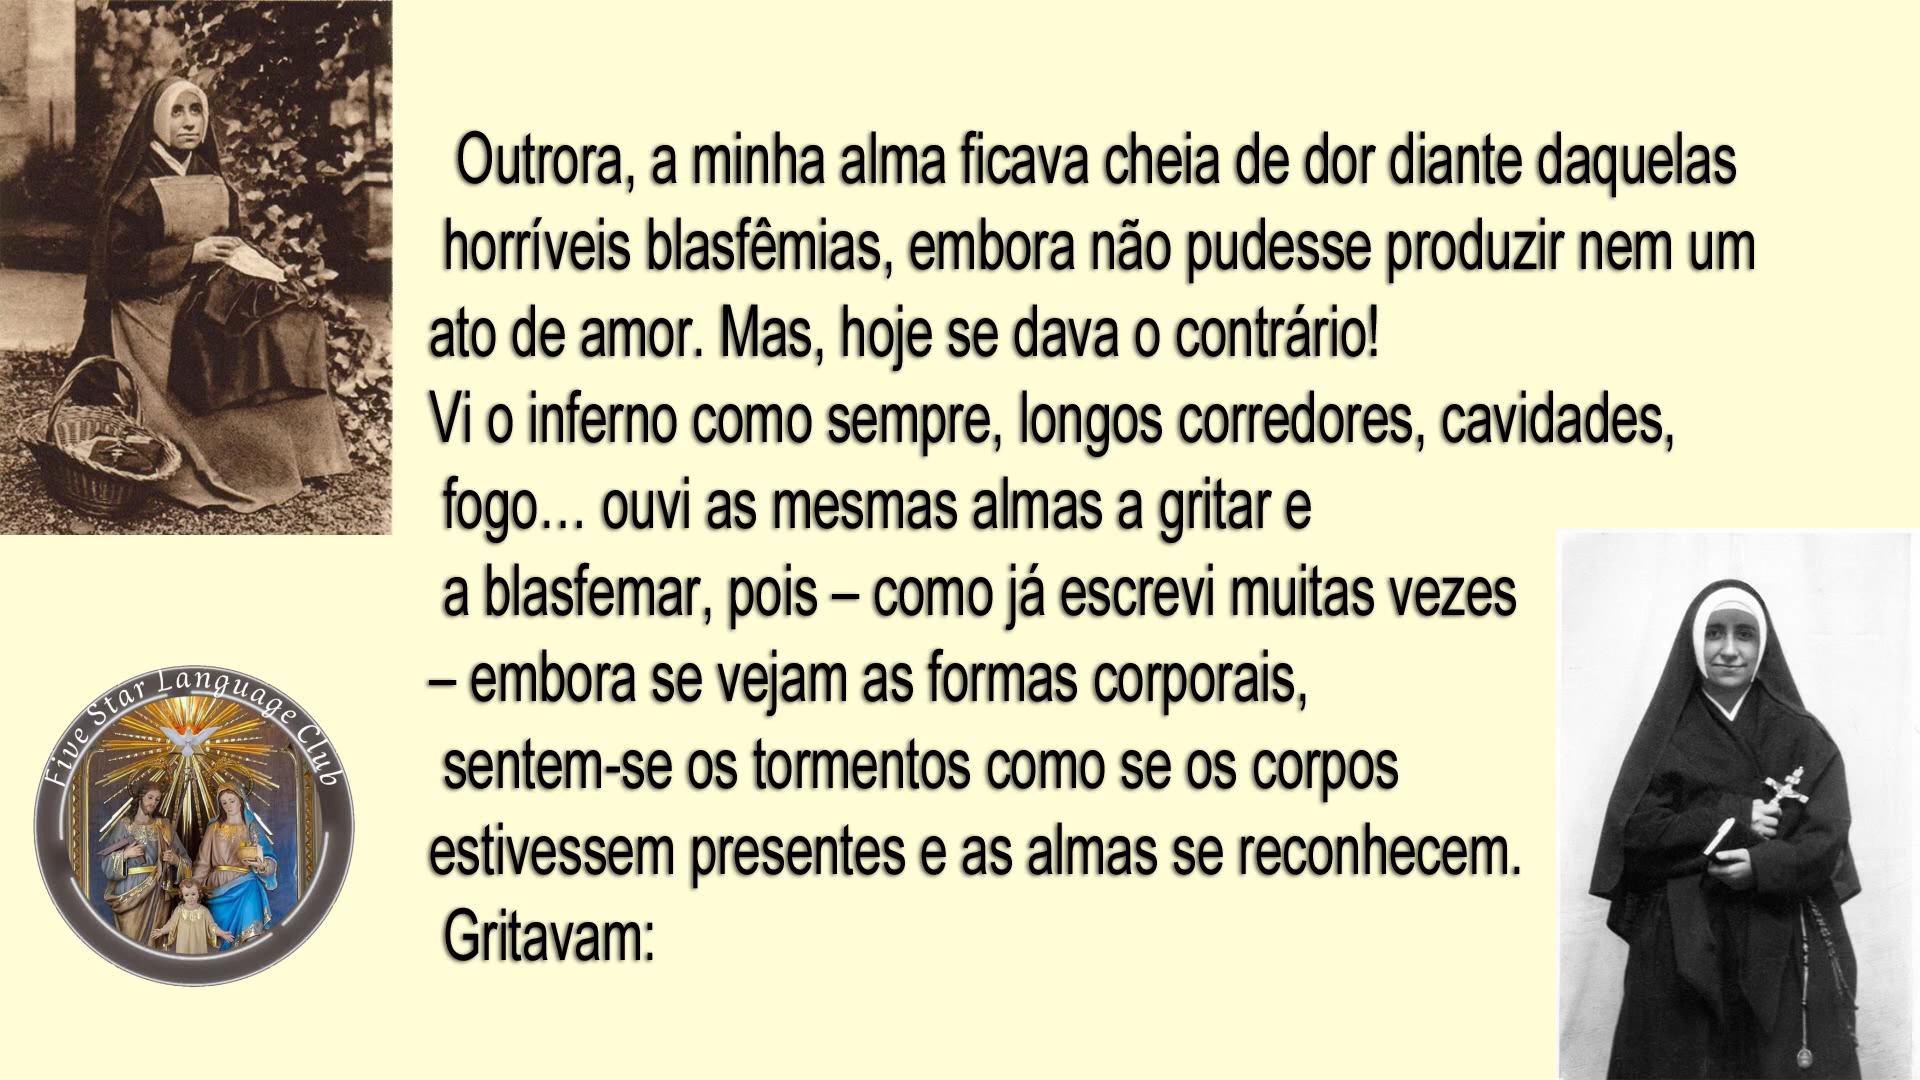 Outrora, a minha alma ficava cheia de dor diante daquelas
horríveis blasfêmias, embora não pudesse produzir nem um
ato de amor. Mas, hoje se dava o contrário!
Vi o inferno como sempre, longos corredores, cavidades,
fogo… ouvi as mesmas almas a gritar e
a blasfemar, pois – como já escrevi muitas vezes
– embora se vejam as formas corporais,
sentem-se os tormentos como se os corpos
estivessem presentes e as almas se reconhecem.
Gritavam:
Five Star Language Club